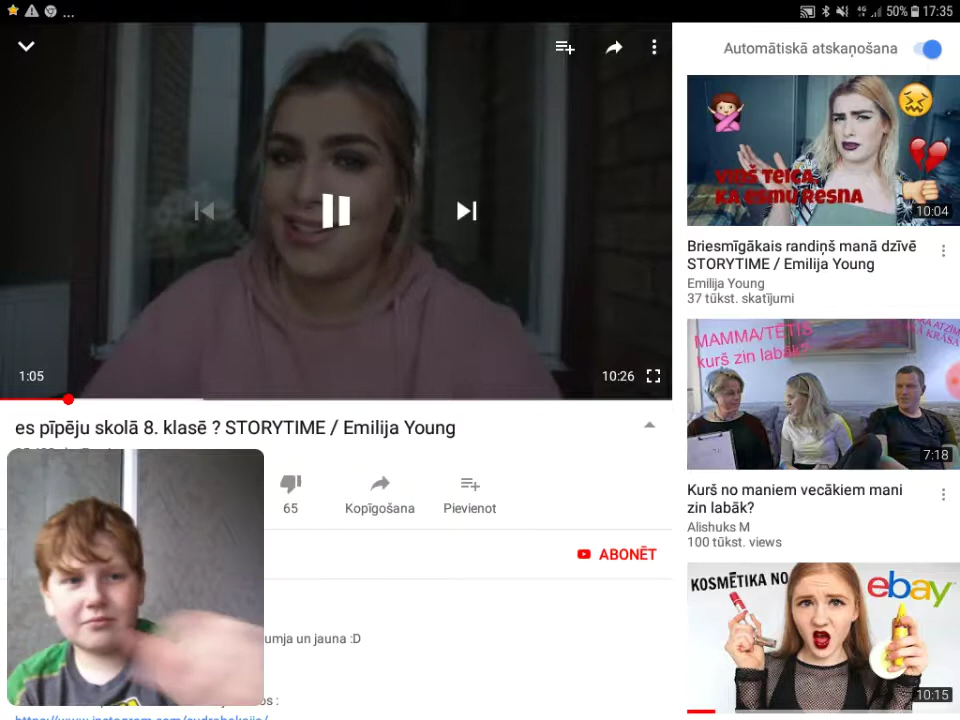 ...
50% 17:35
Automātiskā atskaņošana
1:05
10:26
es pīpēju skolā 8. klasē ? STORYTIME / Emilija Young
65
Kopīgošana
Pievienot
ABONĒT
umja un jauna :D
os :
VIŅŠ TEICA,
KA ESMU RESNA
10:04
Briesmīgākais randiņš manā dzīvē
STORYTIME / Emilija Young
Emilija Young
37 tūkst. skatījumi
MAMMA/TĒTIS
kurš zin labāk?
7:18
Kurš no maniem vecākiem mani
zin labāk?
Alishuks M
100 tūkst. views
KOSMĒTIKA NO
ebay
10:15